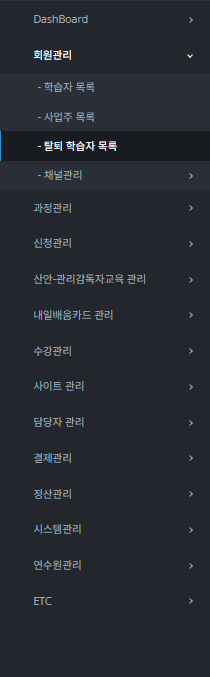 DashBoard
회원관리
- 학습자 목록
- 사업주 목록
- 탈퇴 학습자 목록
- 채널관리
과정관리
신청관리
산안-관리감독자교육 관리
내일배움카드 관리
수강관리
사이트 관리
담당자 관리
결제관리
정산관리
시스템관리
연수원관리
ETC